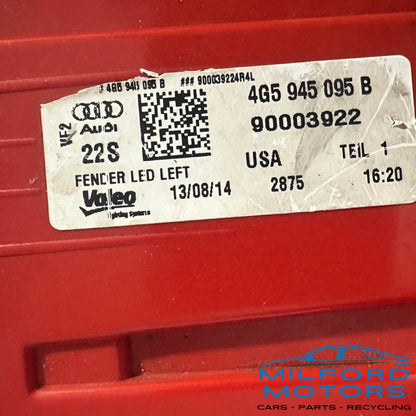 4G5 945 095 B ### 900039224R4L
4G5 945 095 B
90003922
VF2
Audi
22S
USA TEIL 1
FENDER LED LEFT
13/08/14 2875 16:20
Valeo
Lighting Systems
MILFORD
MOTORS
CARS - PARTS - RECYCLING